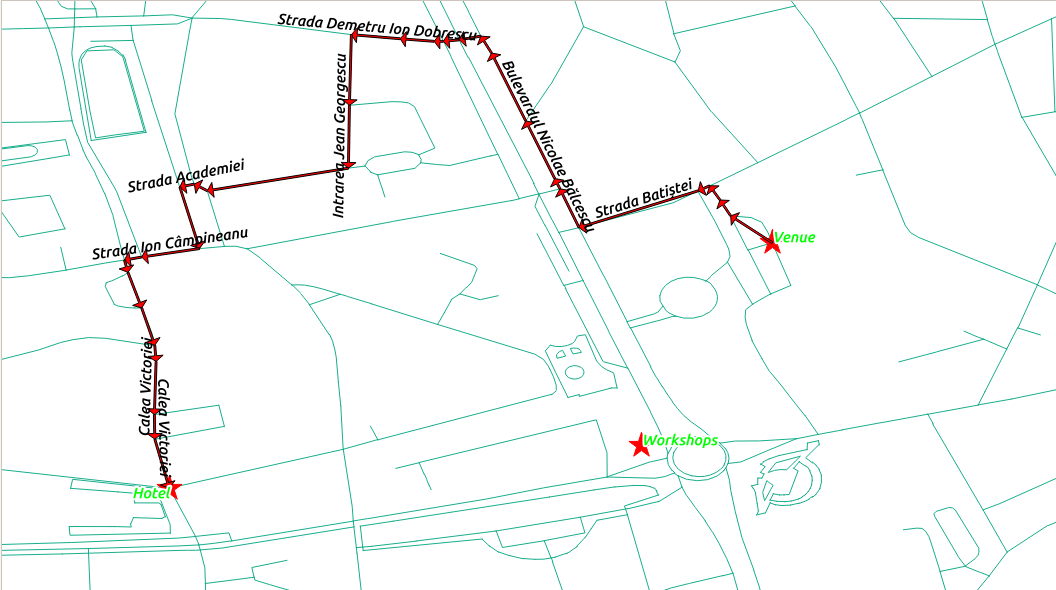 Strada Demetru Ion Dobrescu
Intrarea Jean Georgescu
Bulevardul Nicolae Bălcescu
Strada Academiei
Strada Batiștei
Venue
Strada Ion Câmpineanu
Calea Victoriei
Calea Victoriei
Workshops
Hotel